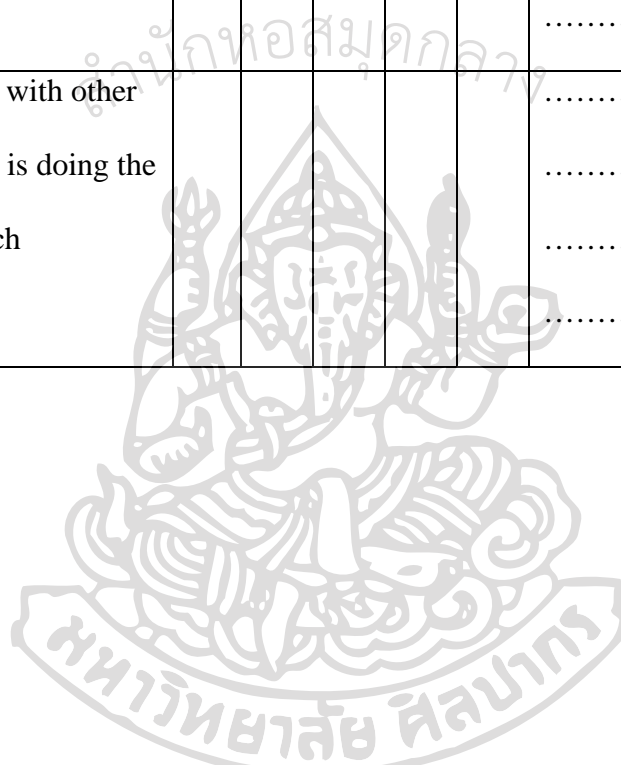 ........
สำนักหอสมุดกลาง
with other
........
is doing the
........
ch
........
........
มหาวิทยาลัย ศิลปากร